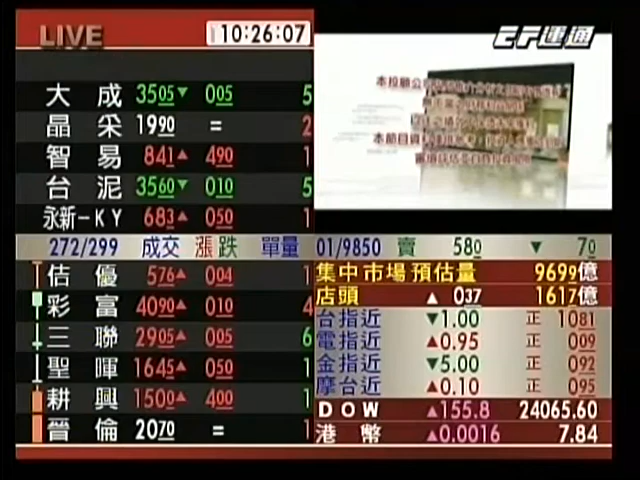 LIVE
10:26:07
ET運通
大成 3505▼ 005 5
晶采 1990 = 2
智易 841▲ 490 1
台泥 3560▼ 010 5
永新-KY 683▲ 050 1
272/299 成交 漲跌 單量
01/9850 賣 580 ▼ 70
佶優 576▲ 004 1
彩富 4090▲ 010 4
三聯 2905▲ 005 6
聖暉 1645▲ 050 1
耕興 1500▲ 400 1
晉倫 2070 = 1
集中市場預估量 9699億
店頭 ▲ 037 1617億
台指近 ▼1.00 正 1081
電指近 ▲0.95 正 009
金指近 ▼5.00 正 092
摩台近 ▲0.10 正 095
DOW ▲155.8 24065.60
港幣 ▲0.0016 7.84